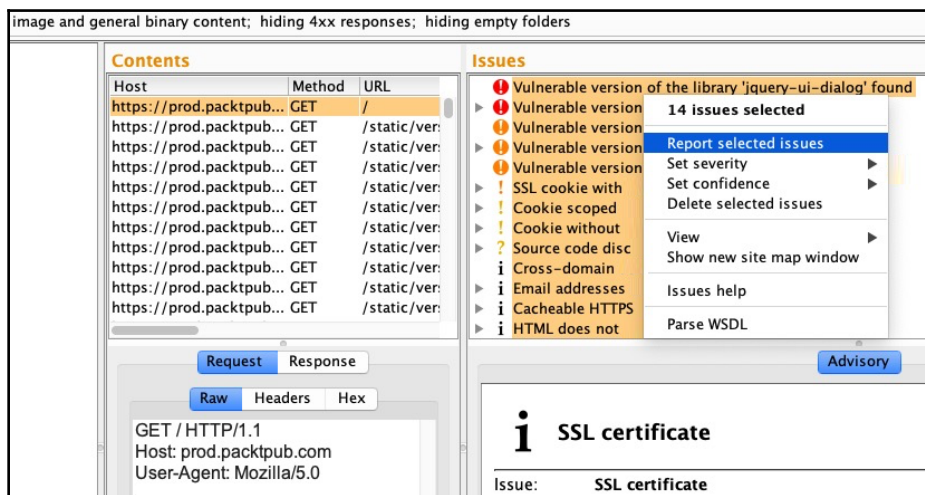 image and general binary content; hiding 4xx responses; hiding empty folders
Contents
Host Method URL
https://prod.packtpub... GET /
https://prod.packtpub... GET /static/ver
https://prod.packtpub... GET /static/ver
https://prod.packtpub... GET /static/ver
https://prod.packtpub... GET /static/ver
https://prod.packtpub... GET /static/ver
https://prod.packtpub... GET /static/ver
https://prod.packtpub... GET /static/ver
https://prod.packtpub... GET /static/ver
https://prod.packtpub... GET /static/ver
https://prod.packtpub... GET /static/ver
Issues
Vulnerable version of the library 'jquery-ui-dialog' found
Vulnerable version
Vulnerable version
Vulnerable version
Vulnerable version
SSL cookie with
Cookie scoped
Cookie without
Source code disc
Cross-domain
Email addresses
Cacheable HTTPS
HTML does not
14 issues selected
Report selected issues
Set severity
Set confidence
Delete selected issues
View
Show new site map window
Issues help
Parse WSDL
Request Response
Raw Headers Hex
GET / HTTP/1.1
Host: prod.packtpub.com
User-Agent: Mozilla/5.0
Advisory
i SSL certificate
Issue: SSL certificate